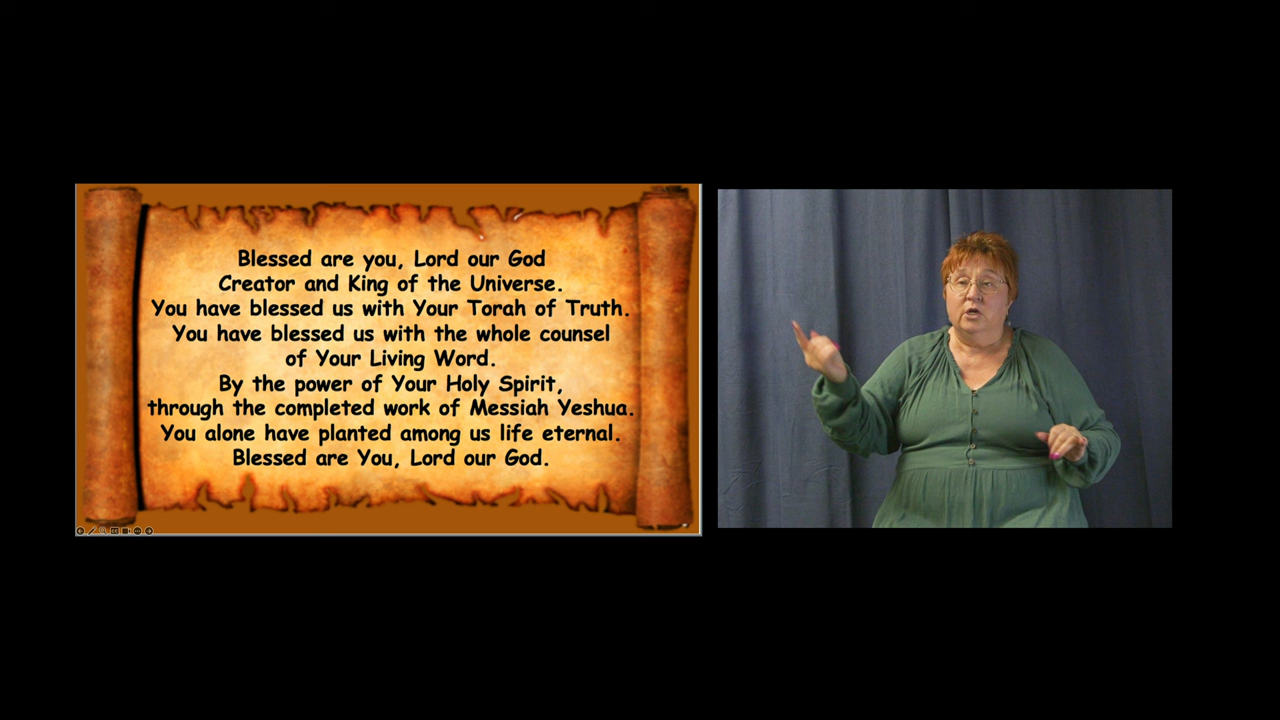 Blessed are you, Lord our God
Creator and King of the Universe.
You have blessed us with Your Torah of Truth.
You have blessed us with the whole counsel
of Your Living Word.
By the power of Your Holy Spirit,
through the completed work of Messiah Yeshua.
You alone have planted among us life eternal.
Blessed are You, Lord our God.